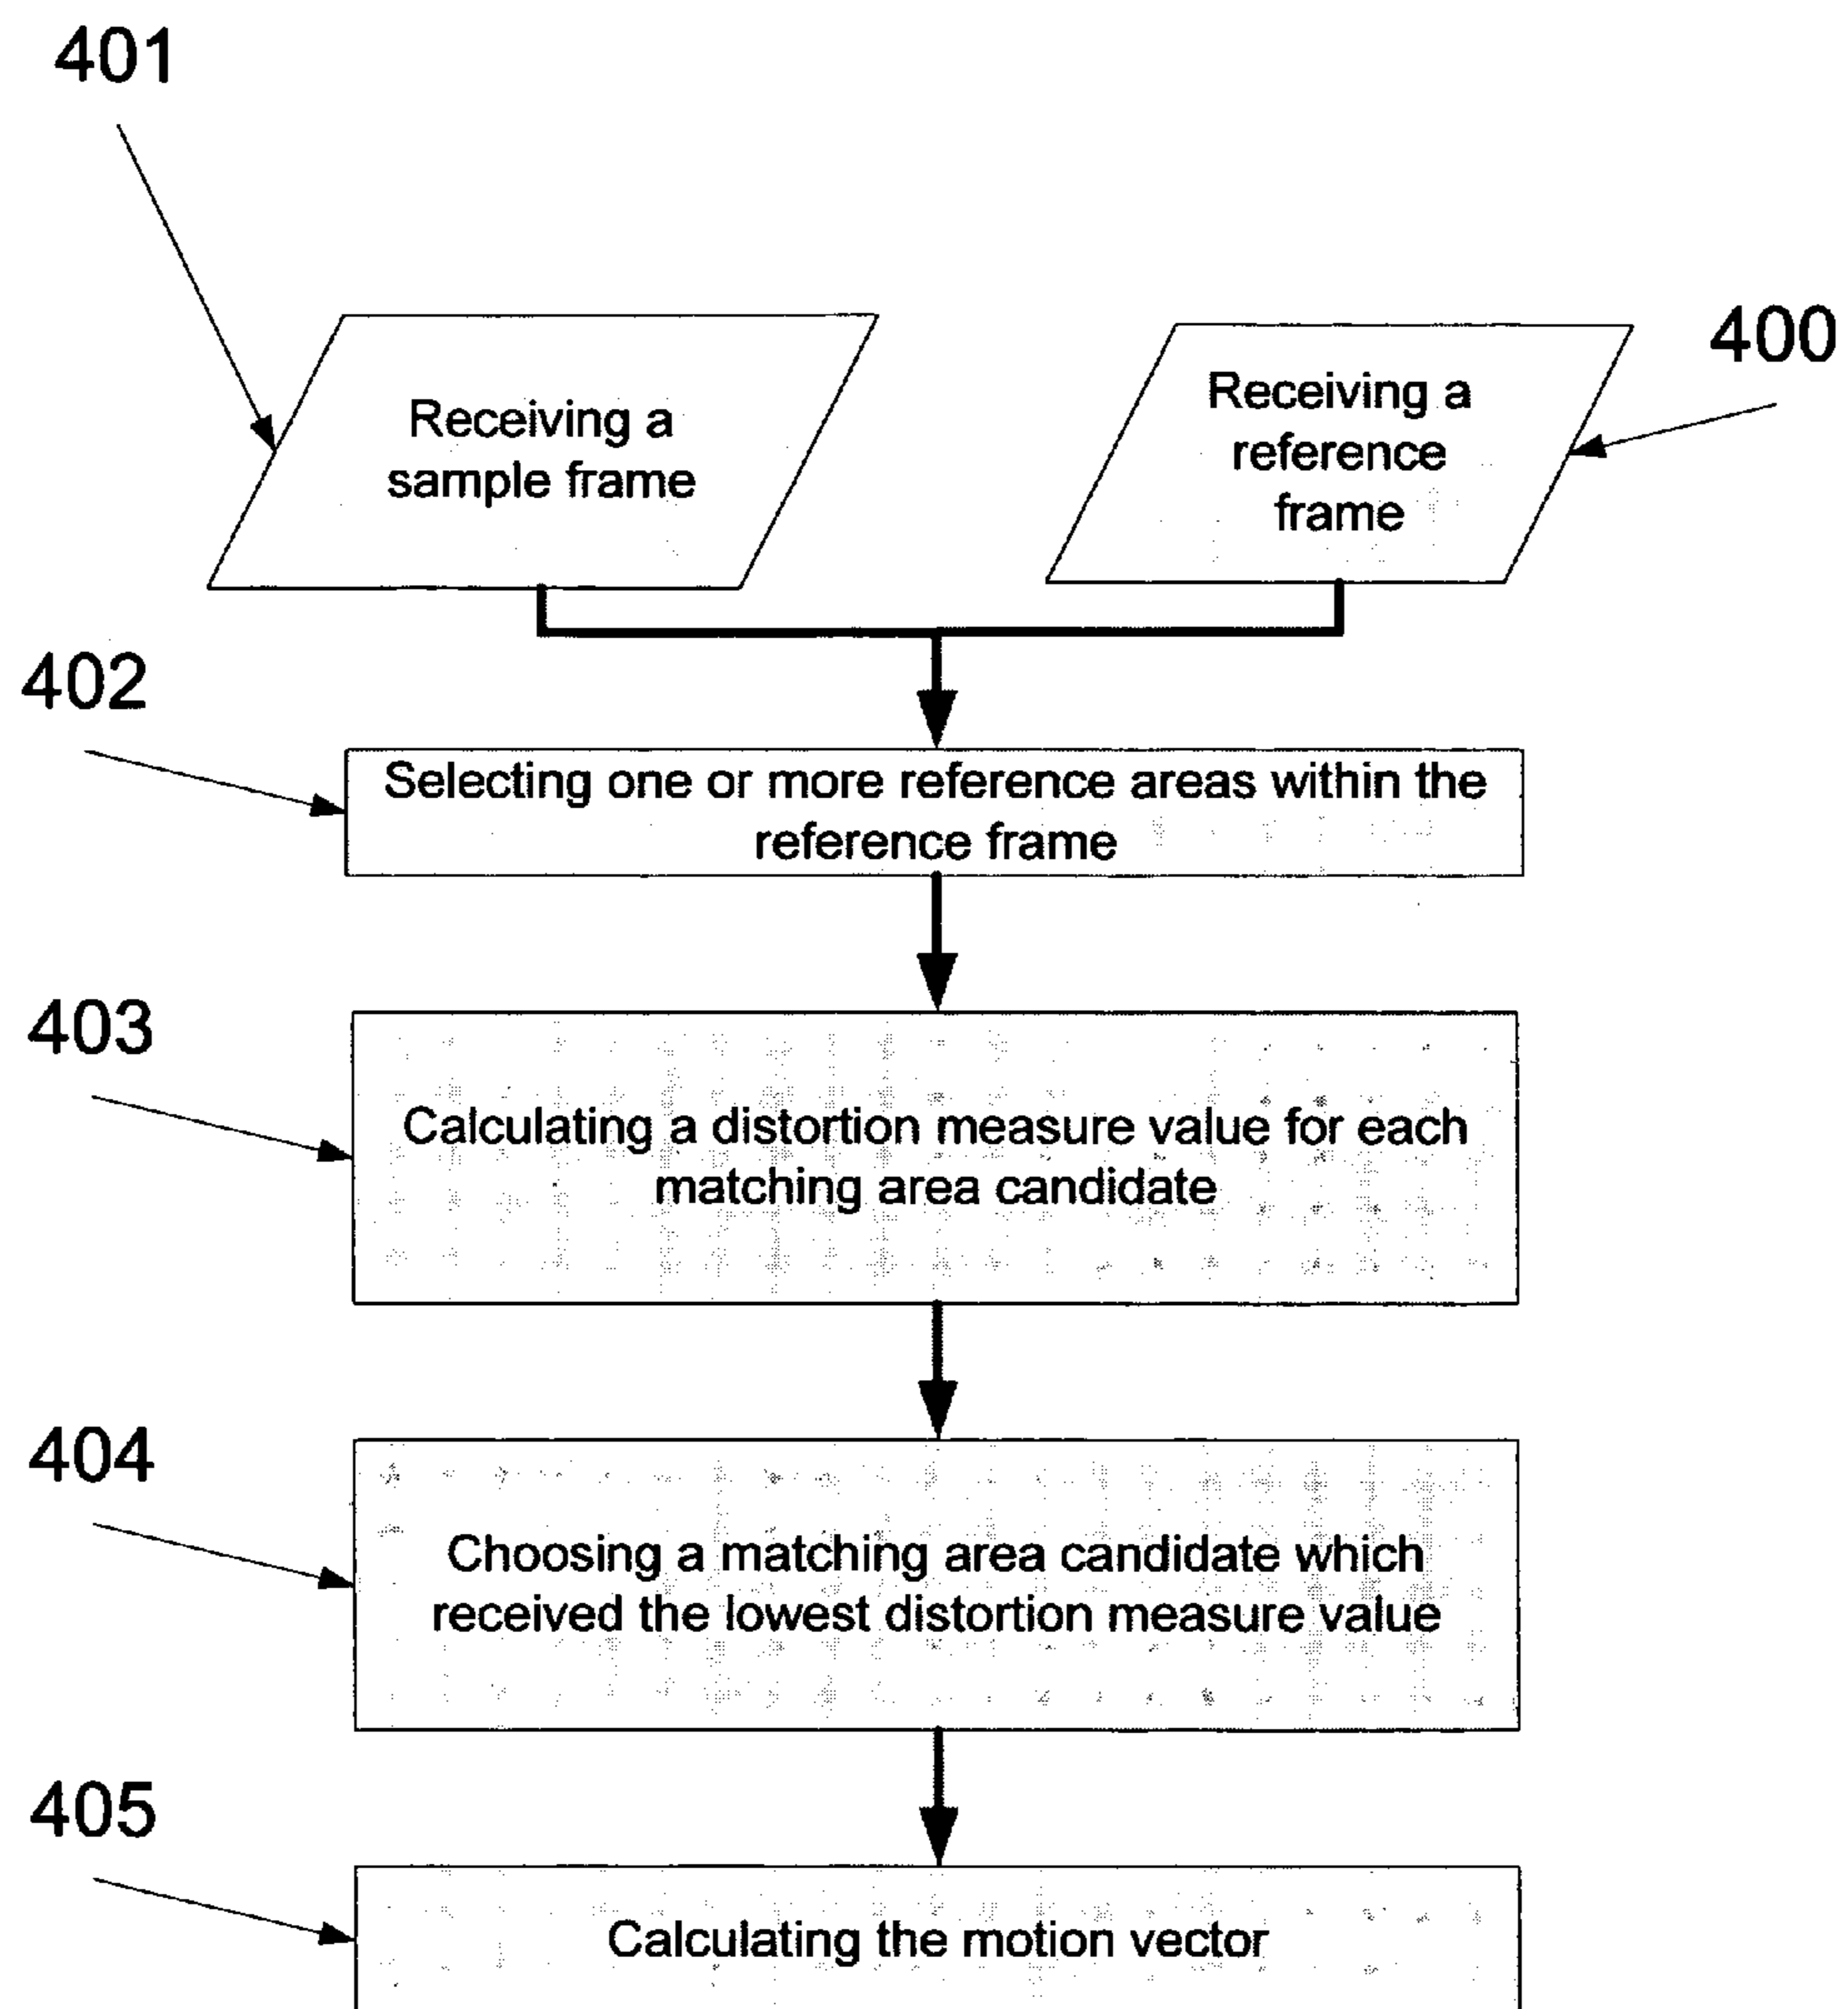 401
400
Receiving a
sample frame
Receiving a
reference
frame
402
Selecting one or more reference areas within the
reference frame
403
Calculating a distortion measure value for each
matching area candidate
404
Choosing a matching area candidate which
received the lowest distortion measure value
405
Calculating the motion vector